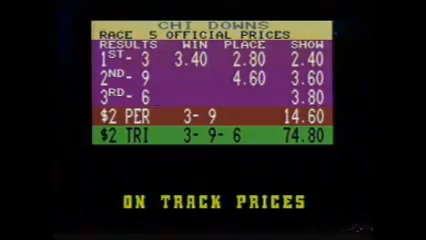 CHI DOWNS
RACE 5 OFFICIAL PRICES
RESULTS WIN PLACE SHOW
1ST- 3 3.40 2.80 2.40
2ND- 9 4.60 3.60
3RD- 6 3.80
$2 PER 3- 9 14.60
$2 TRI 3- 9- 6 74.80
ON TRACK PRICES